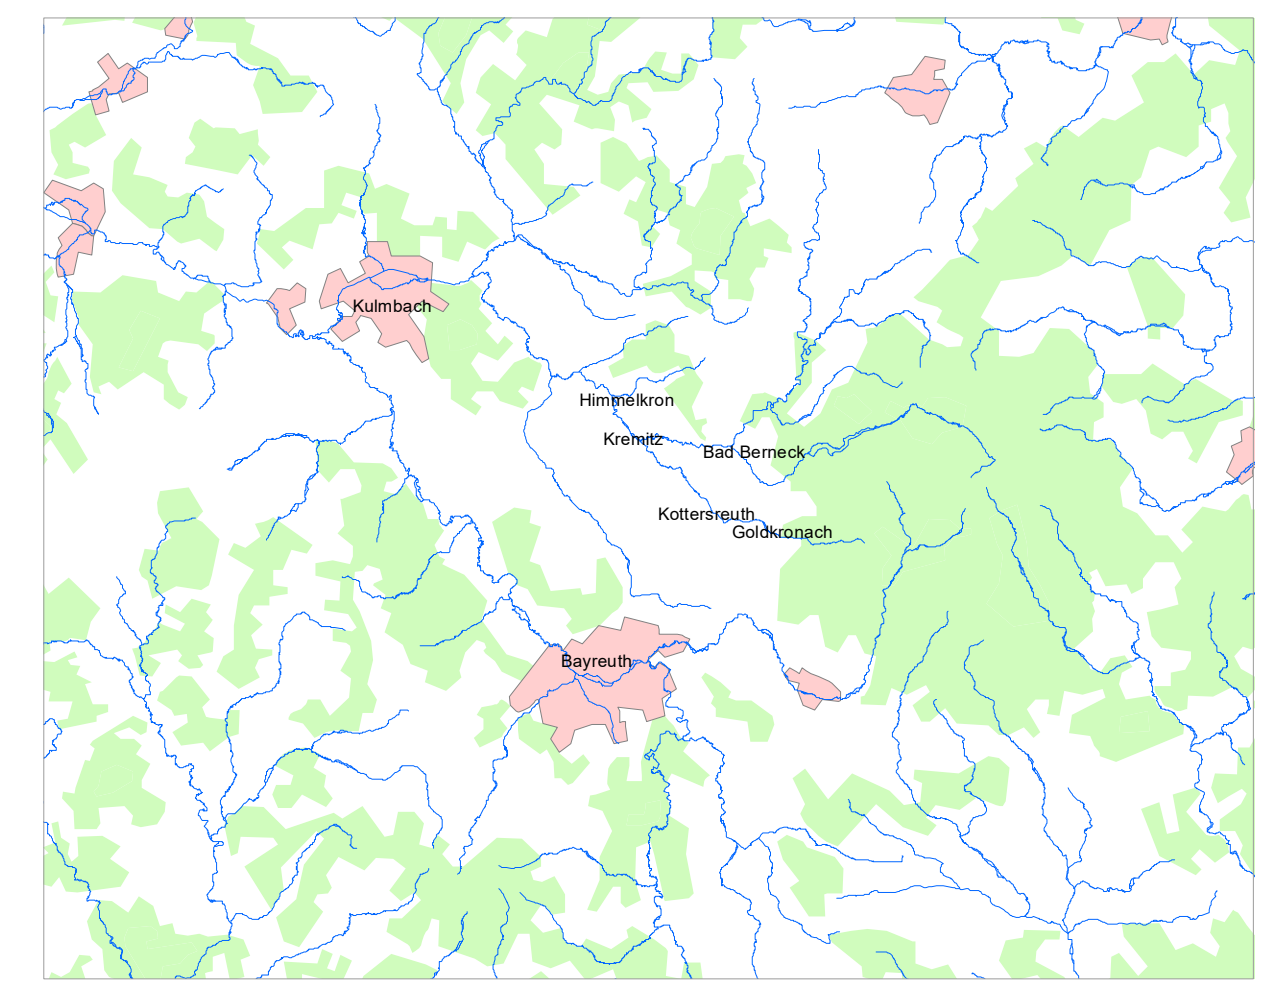 Kulmbach
Himmelkron
Kremitz
Bad Berneck
Kottersreuth
Goldkronach
Bayreuth